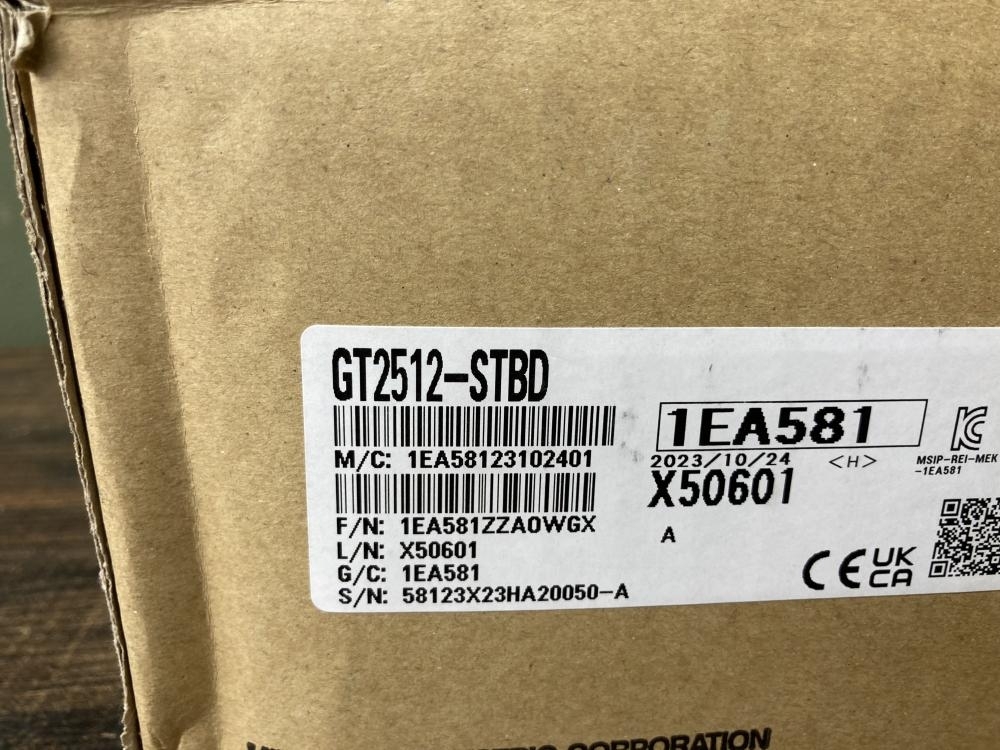 GT2512-STBD
M/C: 1EA58123102401
F/N: 1EA581ZZA0WGX
L/N: X50601
G/C: 1EA581
S/N: 58123X23HA20050-A
1EA581
2023/10/24 <H>
X50601
A
MSIP-REI-MEK
-1EA581
CE
UK
CA
CORPORATION